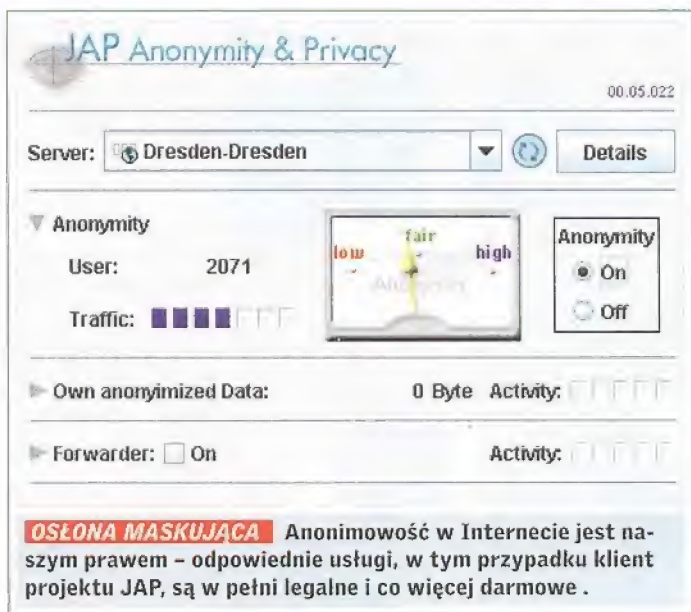 JAP Anonymity & Privacy
00.05.022
Server: Dresden-Dresden Details
Anonymity
User: 2071
Traffic:
low fair high
Anonymity
On
Off
Own anonyimized Data: 0 Byte Activity:
Forwarder: On Activity:
OSŁONA MASKUJĄCA Anonimowość w Internecie jest na-
szym prawem – odpowiednie usługi, w tym przypadku klient
projektu JAP, są w pełni legalne i co więcej darmowe .